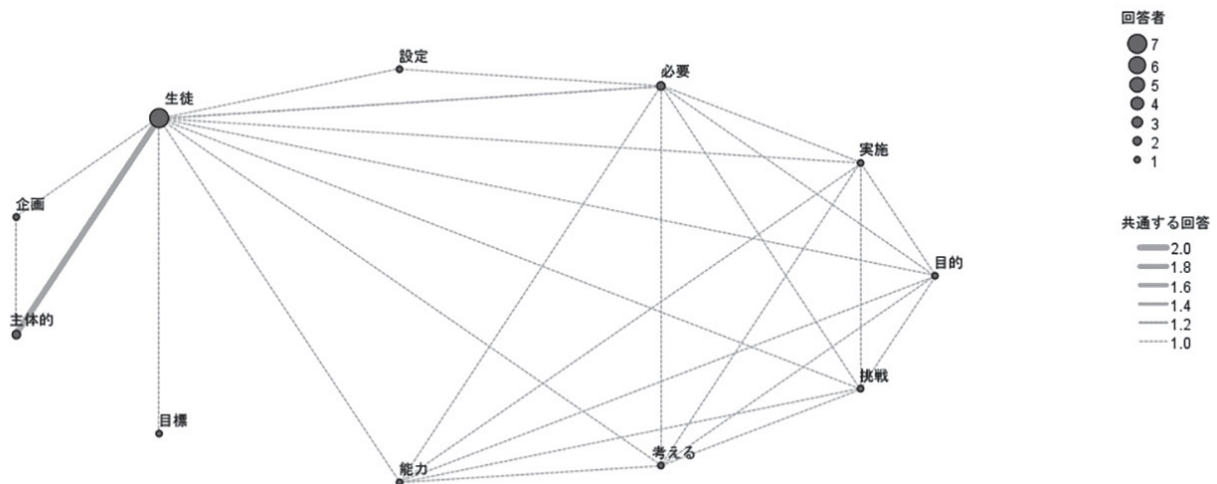 設定
必要
生徒
実施
企画
目的
主体的
挑戦
目標
考える
能力
回答者
7
6
5
4
3
2
1
共通する回答
2.0
1.8
1.6
1.4
1.2
1.0